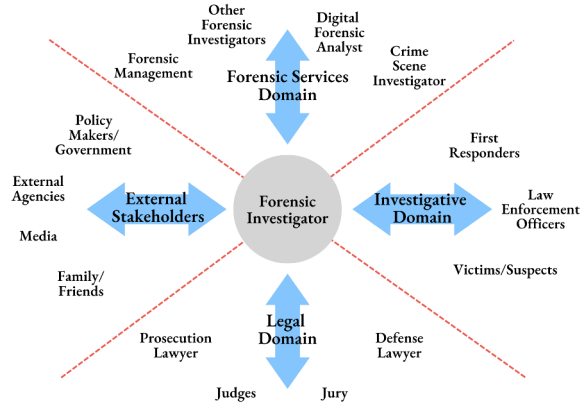 Other
Forensic
Investigators
Digital
Forensic
Analyst
Forensic
Management
Crime
Scene
Investigator
Forensic Services
Domain
Policy
Makers/
Government
First
Responders
External
Agencies
External
Stakeholders
Forensic
Investigator
Investigative
Domain
Law
Enforcement
Officers
Media
Family/
Friends
Victims/Suspects
Legal
Domain
Prosecution
Lawyer
Defense
Lawyer
Judges
Jury